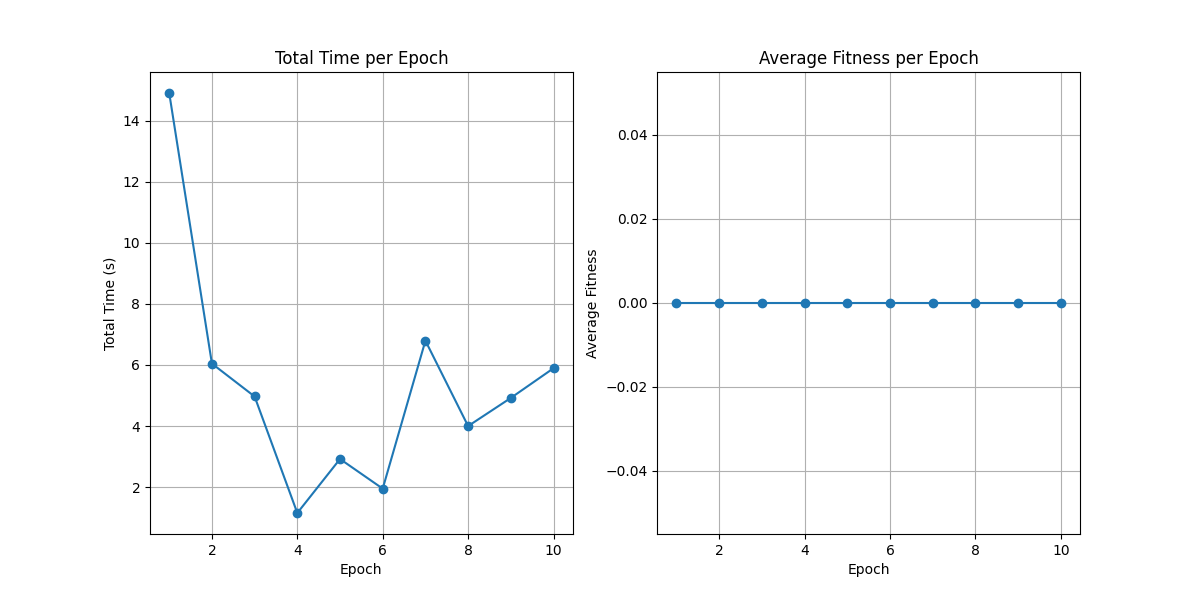 Total Time per Epoch
Total Time (s)
14
12
10
8
6
4
2
2 4 6 8 10
Epoch
Average Fitness per Epoch
Average Fitness
0.04
0.02
0.00
−0.02
−0.04
2 4 6 8 10
Epoch